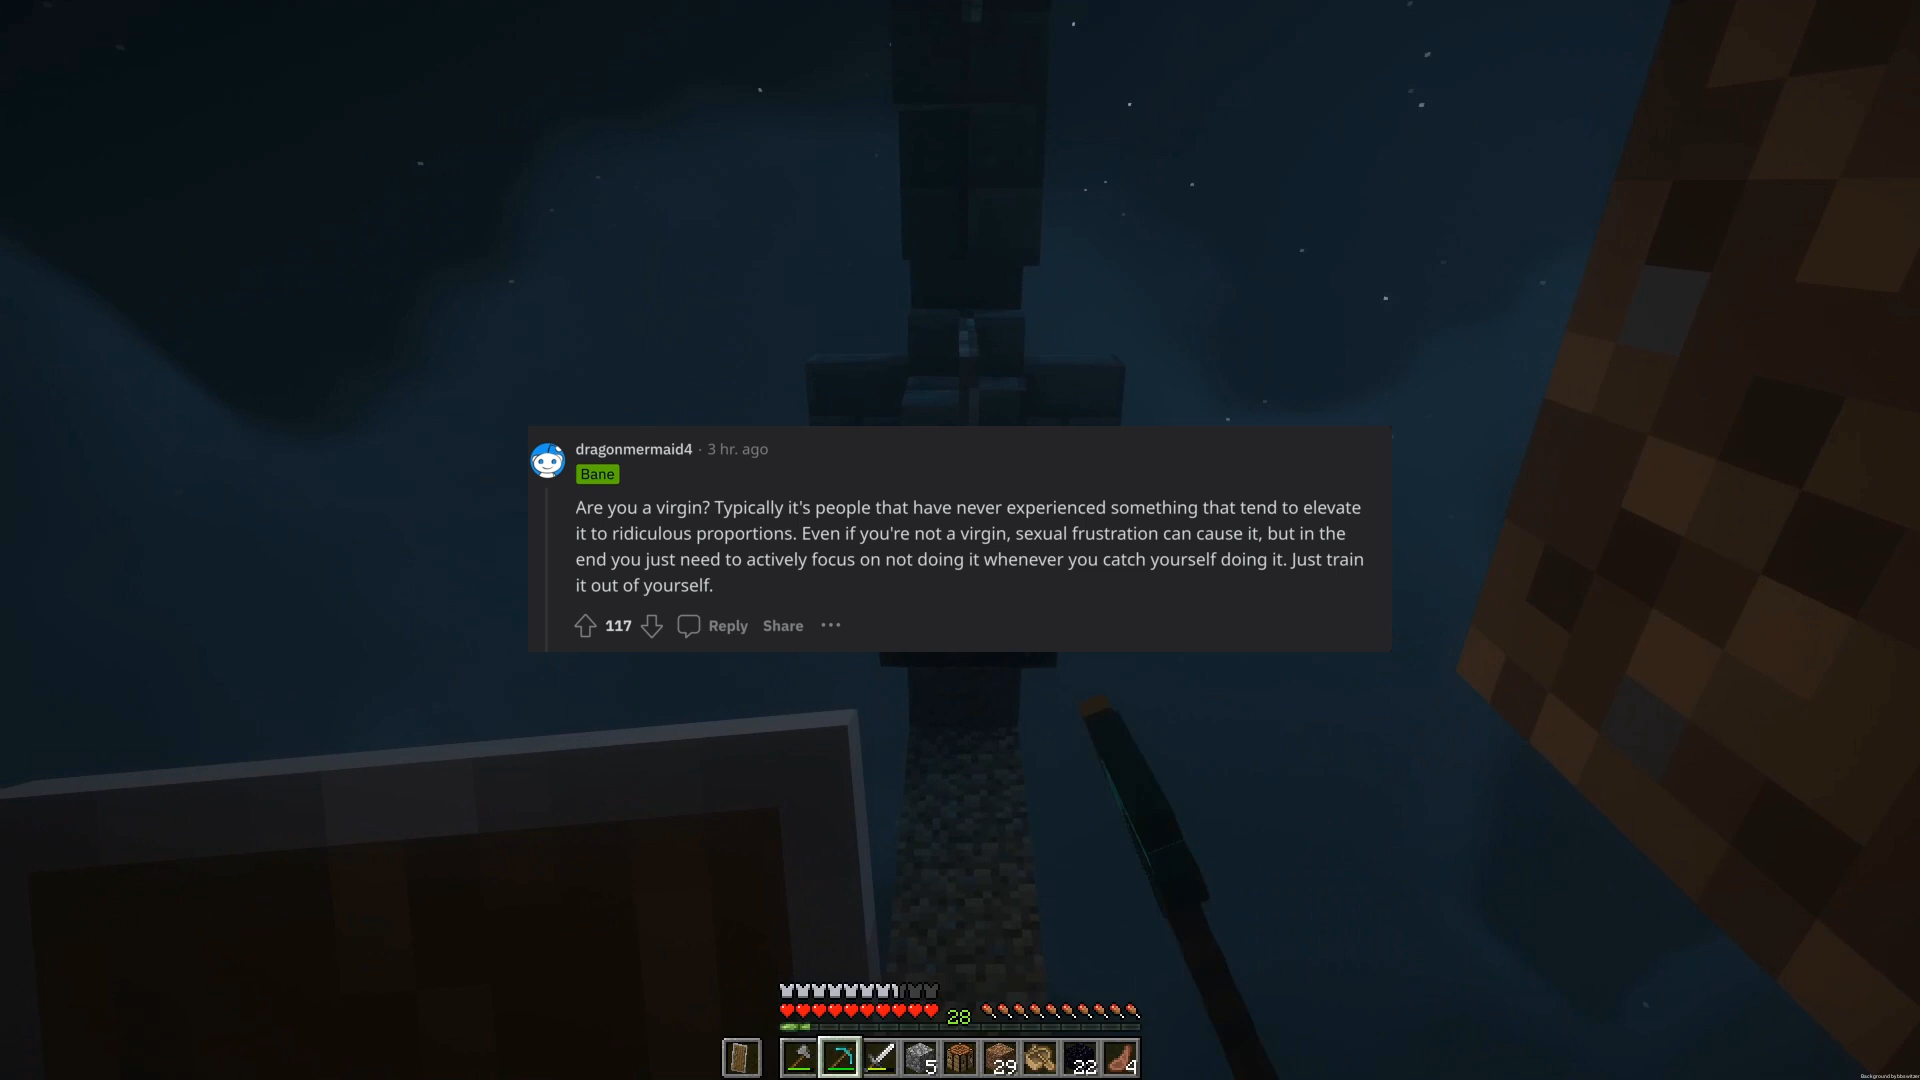 dragonmermaid4 · 3 hr. ago
Bane
Are you a virgin? Typically it's people that have never experienced something that tend to elevate
it to ridiculous proportions. Even if you're not a virgin, sexual frustration can cause it, but in the
end you just need to actively focus on not doing it whenever you catch yourself doing it. Just train
it out of yourself.
117 Reply Share ···
28
5 29 22 4